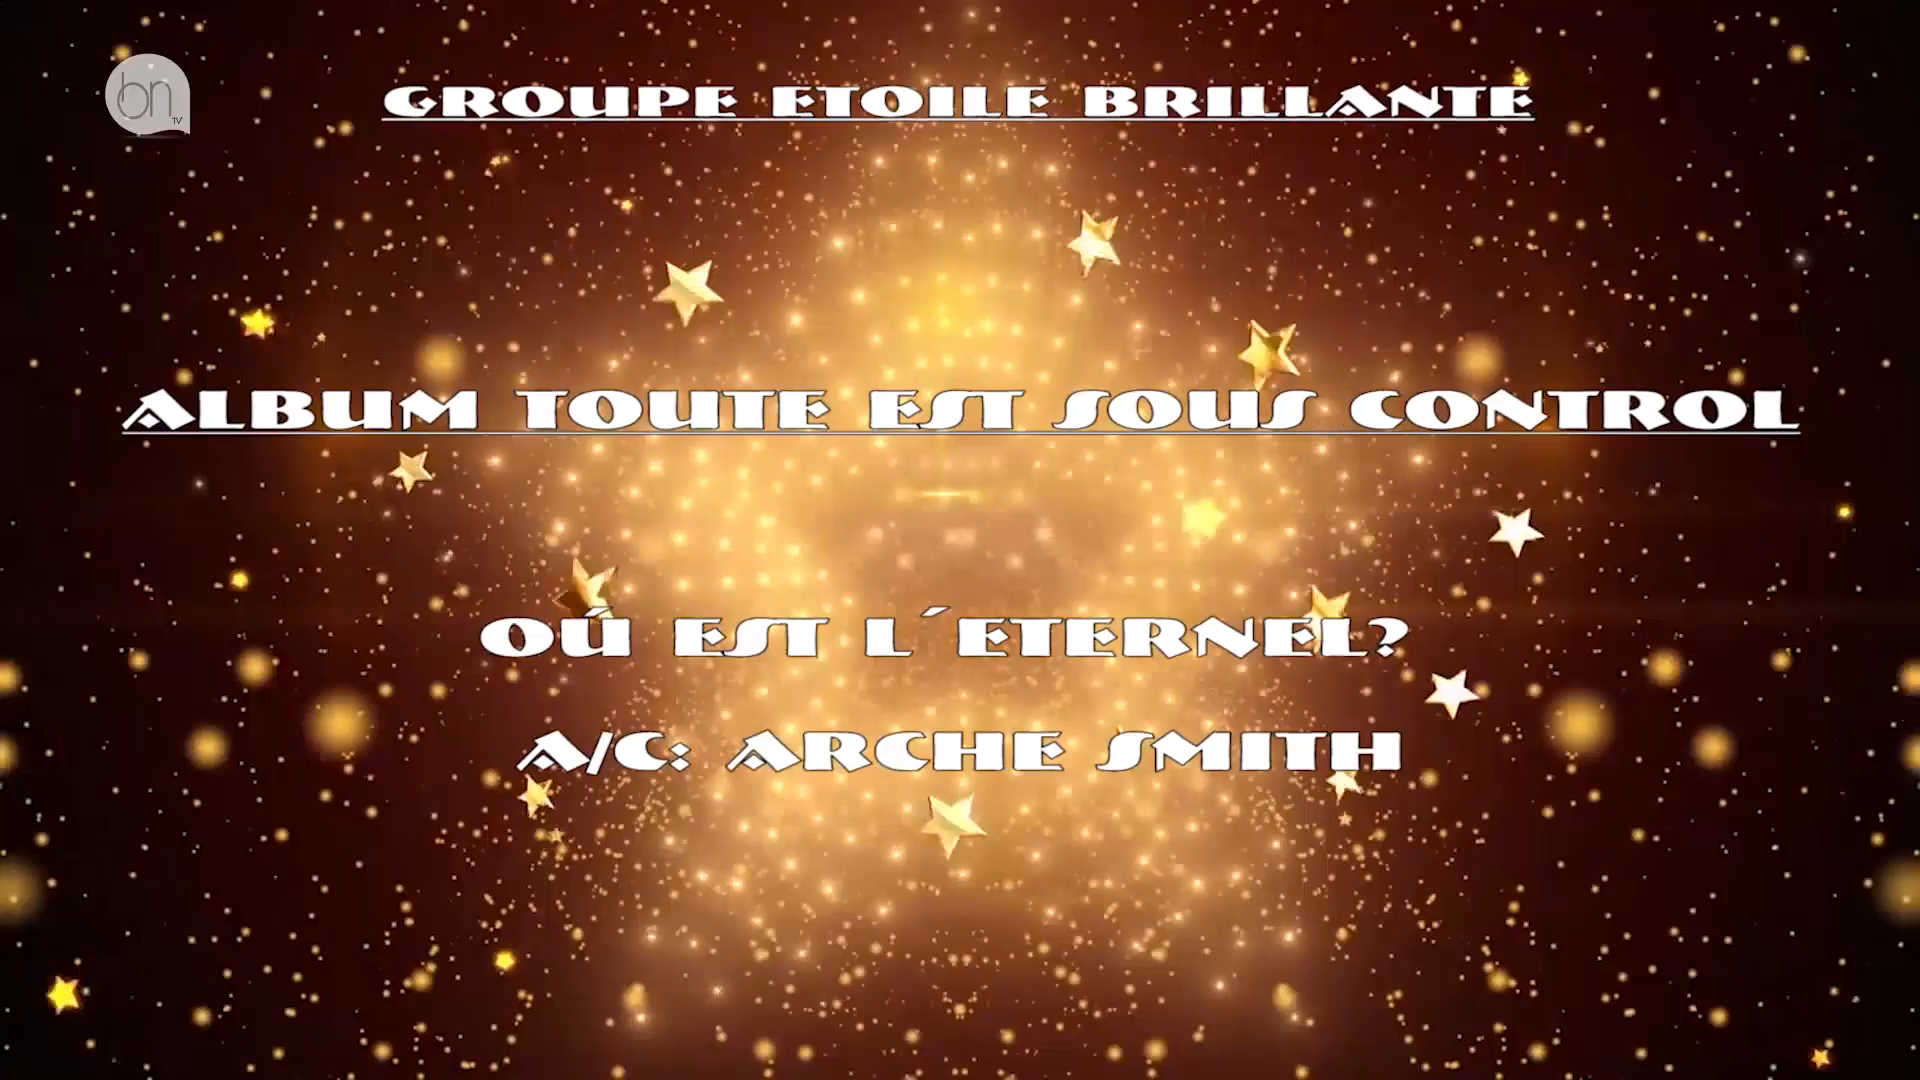 bn
TV
GROUPE ETOILE BRILLANTE
ALBUM TOUTE EST SOUS CONTROL
OÚ EST L´ETERNEL?
A/C: ARCHE SMITH